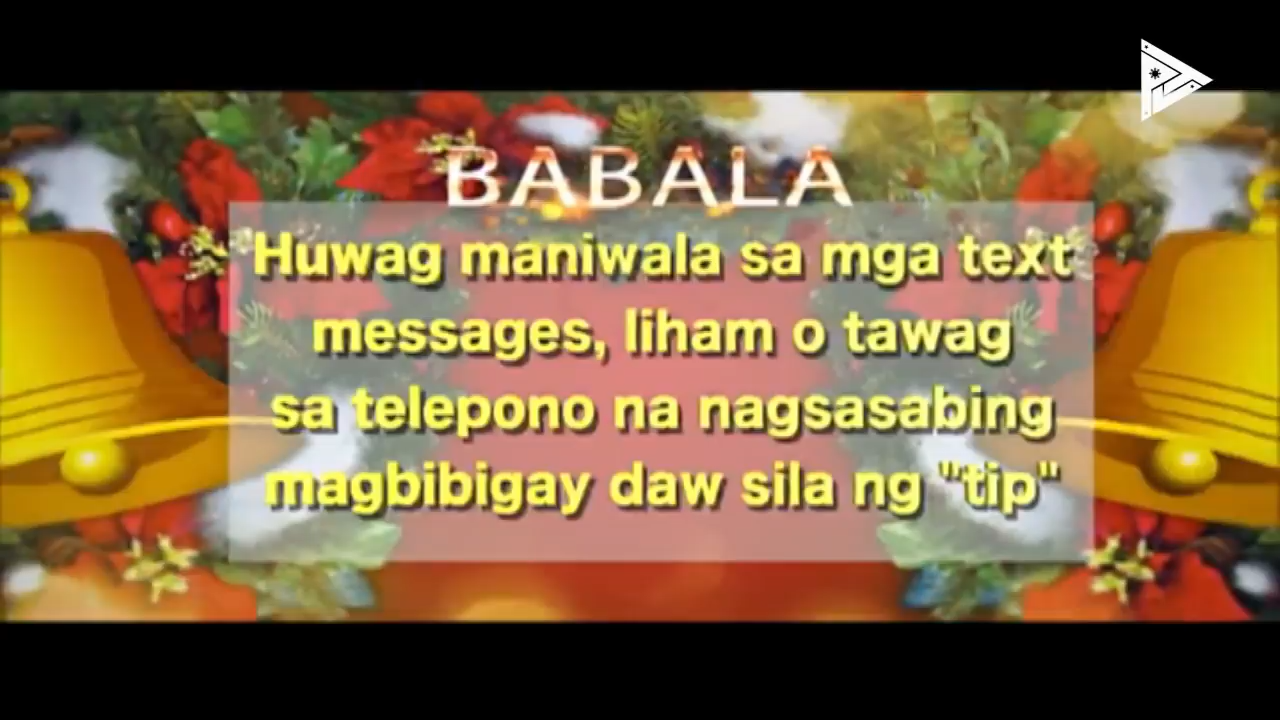 BABALA
Huwag maniwala sa mga text
messages, liham o tawag
sa telepono na nagsasabing
magbibigay daw sila ng "tip"